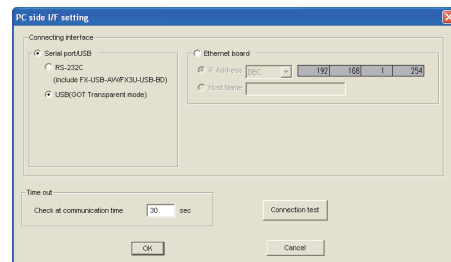 PC side I/F setting
Connecting interface
Serial port/USB
RS-232C
(include FX-USB-AW/FX3U-USB-BD)
USB(GOT Transparent mode)
Ethernet board
IP Address DEC. 192 168 1 254
Host Name
Time out
Check at communication time 30 sec
Connection test
OK Cancel